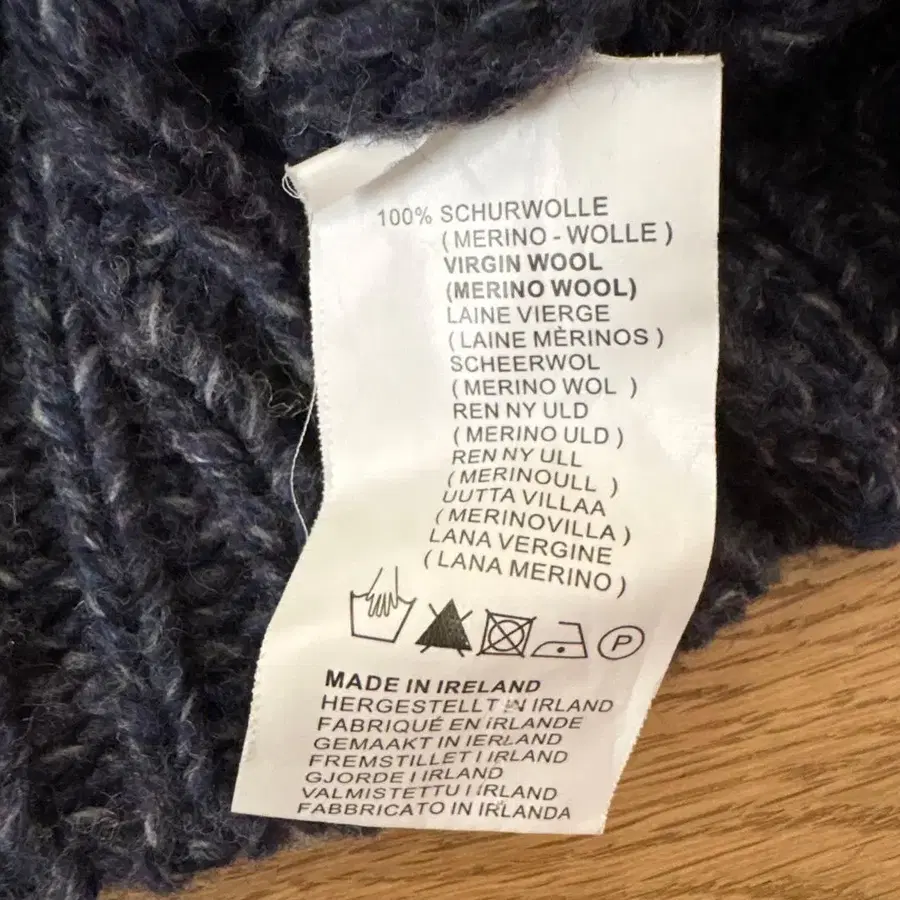 100% SCHURWOLLE
(MERINO - WOLLE )
VIRGIN WOOL
(MERINO WOOL)
LAINE VIERGE
(LAINE MÈRINOS )
SCHEERWOL
(MERINO WOL )
REN NY ULD
(MERINO ULD )
REN NY ULL
(MERINOULL )
UUTTA VILLAA
(MERINOVILLA )
LANA VERGINE
(LANA MERINO )
P
MADE IN IRELAND
HERGESTELLT IN IRLAND
FABRIQUÉ EN IRLANDE
GEMAAKT IN IERLAND
FREMSTILLET I IRLAND
GJORDE I IRLAND
VALMISTETTU I IRLAND
FABBRICATO IN IRLANDA